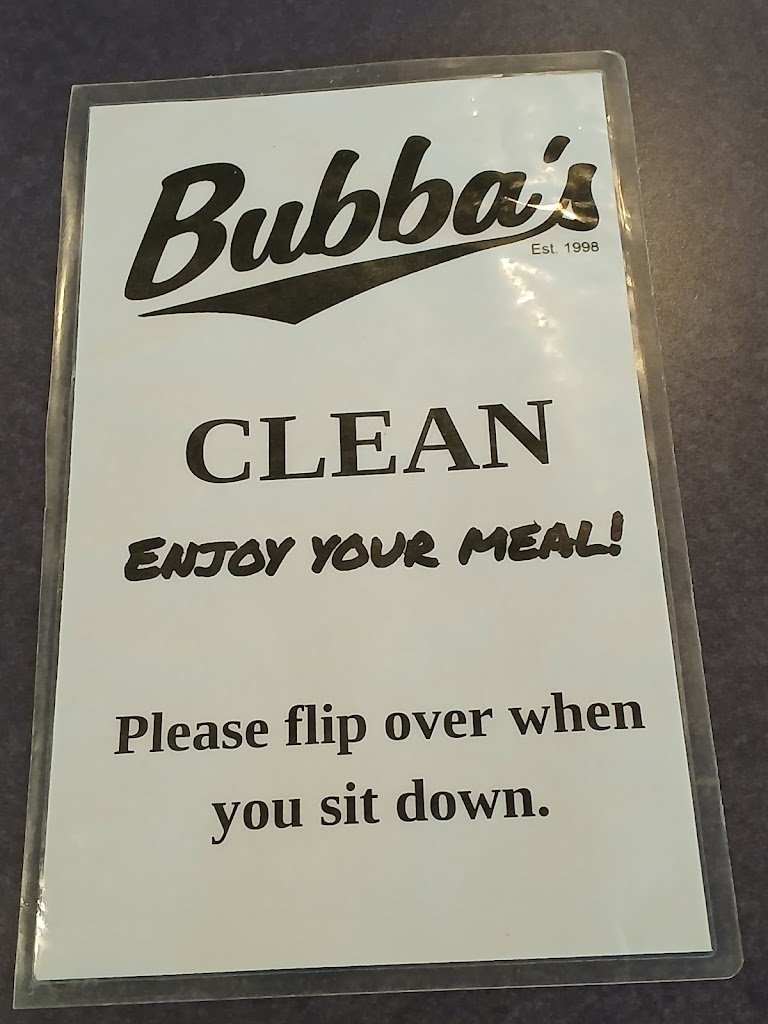 Bubba's
Est. 1998
CLEAN
ENJOY YOUR MEAL!
Please flip over when
you sit down.